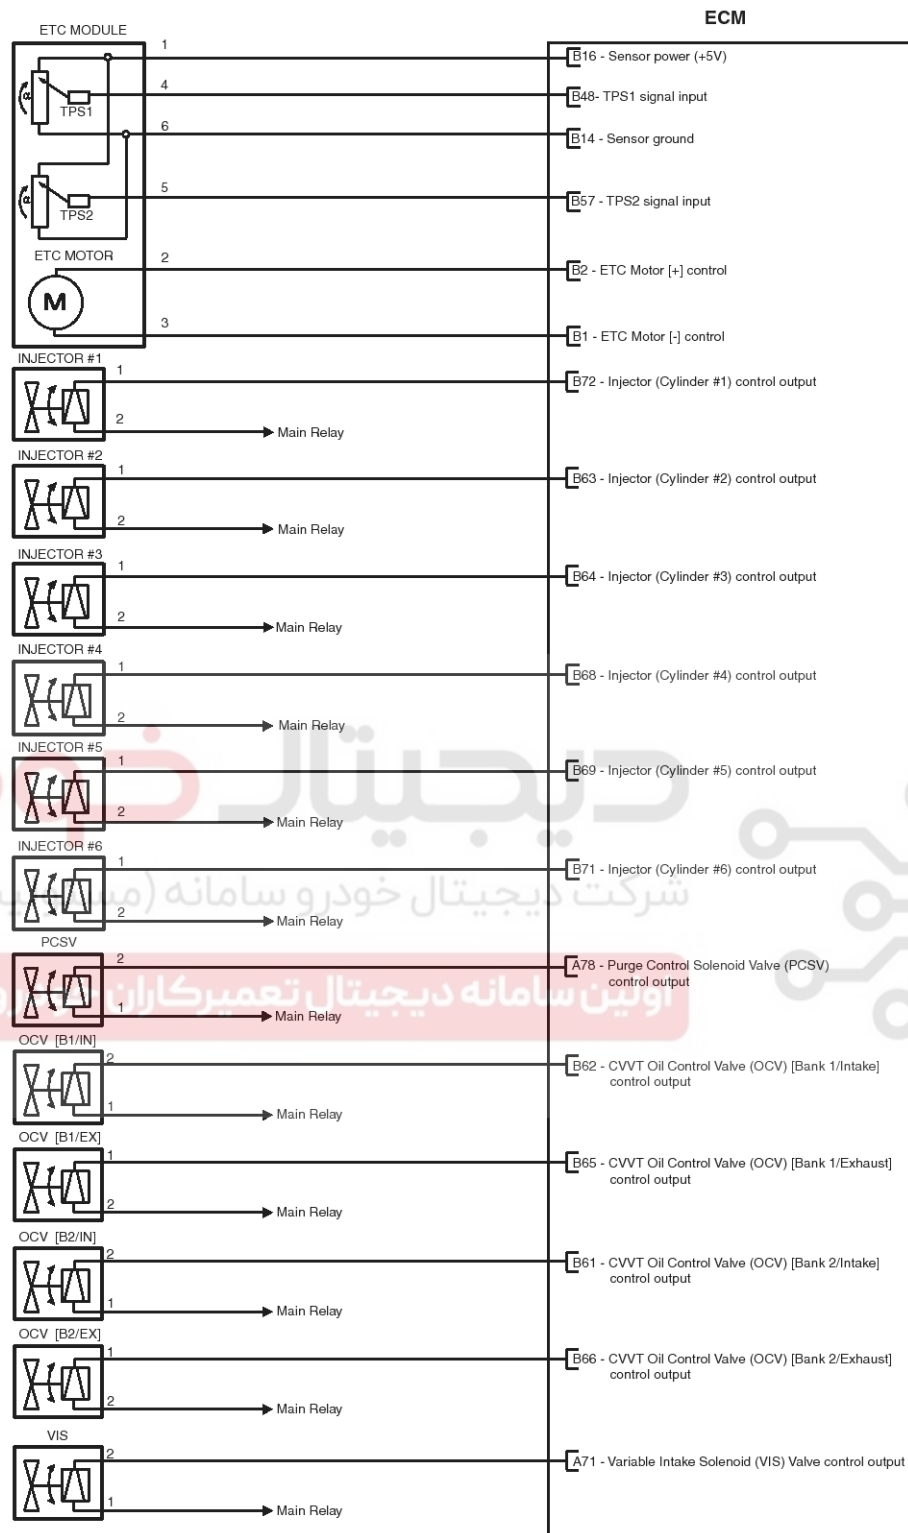 ECM
ETC MODULE
1
B16 - Sensor power (+5V)
4
B48- TPS1 signal input
TPS1
6
B14 - Sensor ground
5
B57 - TPS2 signal input
TPS2
ETC MOTOR
2
B2 - ETC Motor [+] control
M
3
B1 - ETC Motor [-] control
INJECTOR #1
1
B72 - Injector (Cylinder #1) control output
2
Main Relay
INJECTOR #2
1
B63 - Injector (Cylinder #2) control output
2
Main Relay
INJECTOR #3
1
B64 - Injector (Cylinder #3) control output
2
Main Relay
INJECTOR #4
1
B68 - Injector (Cylinder #4) control output
2
Main Relay
دیجیتال خودرو
INJECTOR #5
1
B69 - Injector (Cylinder #5) control output
2
Main Relay
INJECTOR #6
1
B71 - Injector (Cylinder #6) control output
شرکت دیجیتال خودرو سامانه
2
Main Relay
PCSV
2
A78 - Purge Control Solenoid Valve (PCSV)
control output
اولین سامانه دیجیتال تعمیرکاران خودرو
1
Main Relay
OCV [B1/IN]
2
B62 - CVVT Oil Control Valve (OCV) [Bank 1/Intake]
control output
1
Main Relay
OCV [B1/EX]
1
B65 - CVVT Oil Control Valve (OCV) [Bank 1/Exhaust]
control output
2
Main Relay
OCV [B2/IN]
2
B61 - CVVT Oil Control Valve (OCV) [Bank 2/Intake]
control output
1
Main Relay
OCV [B2/EX]
1
B66 - CVVT Oil Control Valve (OCV) [Bank 2/Exhaust]
control output
2
Main Relay
VIS
2
A71 - Variable Intake Solenoid (VIS) Valve control output
1
Main Relay